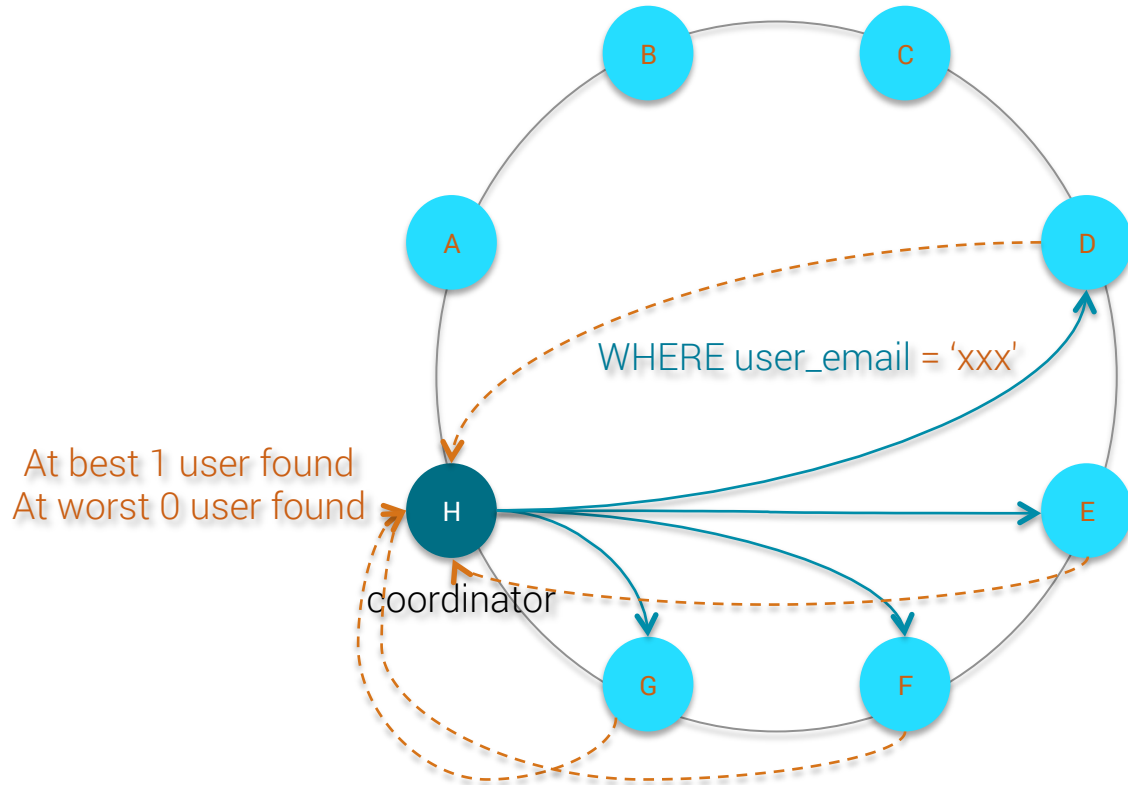 B
C
A
D
WHERE user_email = ‘xxx'
At best 1 user found
At worst 0 user found
H
E
coordinator
G
F